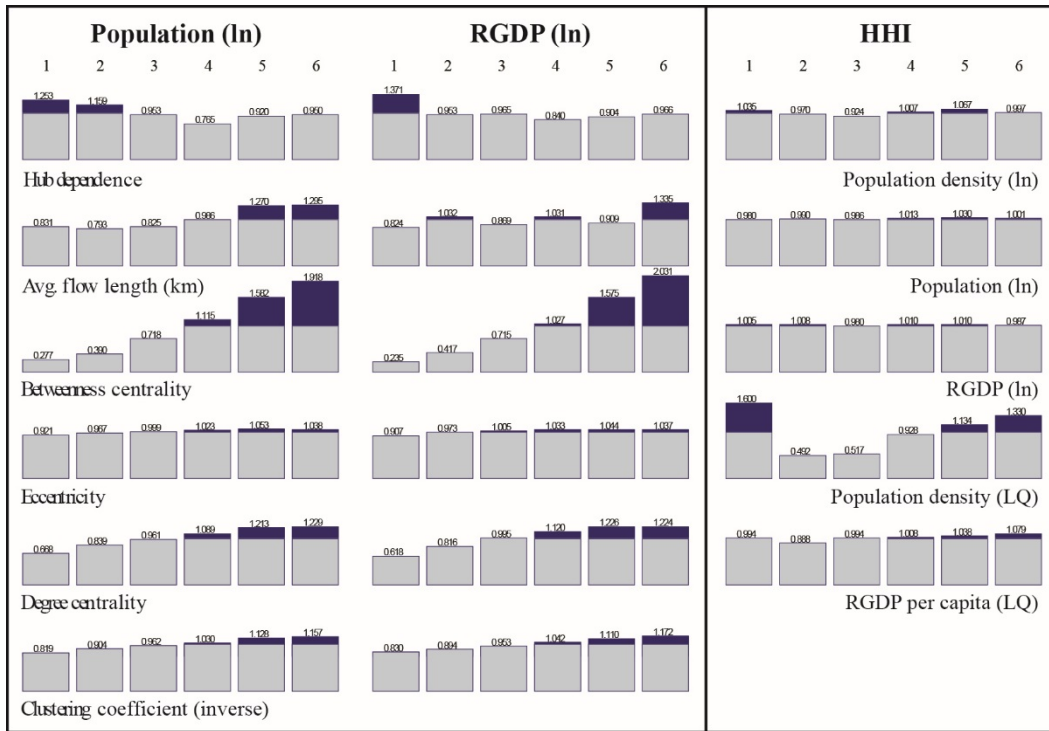 Population (ln)
RGDP (ln)
HHI
1 2 3 4 5 6
1 2 3 4 5 6
1 2 3 4 5 6
1.253 1.159 0.953 0.765 0.920 0.950
1.371 0.953 0.965 0.840 0.904 0.966
1.035 0.970 0.924 1.007 1.067 0.997
Hub dependence
Population density (ln)
0.831 0.793 0.825 0.986 1.270 1.295
0.824 1.032 0.869 1.031 0.909 1.335
0.980 0.990 0.986 1.013 1.030 1.001
Avg. flow length (km)
Population (ln)
0.277 0.390 0.718 1.115 1.582 1.918
0.235 0.417 0.715 1.027 1.575 2.031
1.005 1.008 0.980 1.010 1.010 0.987
Betweenness centrality
RGDP (ln)
0.921 0.967 0.999 1.023 1.053 1.038
0.907 0.973 1.005 1.033 1.044 1.037
1.600 0.492 0.517 0.928 1.134 1.330
Eccentricity
Population density (LQ)
0.668 0.839 0.961 1.089 1.213 1.229
0.618 0.816 0.995 1.120 1.226 1.224
0.994 0.888 0.994 1.008 1.038 1.079
Degree centrality
RGDP per capita (LQ)
0.819 0.904 0.962 1.030 1.128 1.157
0.830 0.894 0.953 1.042 1.110 1.172
Clustering coefficient (inverse)